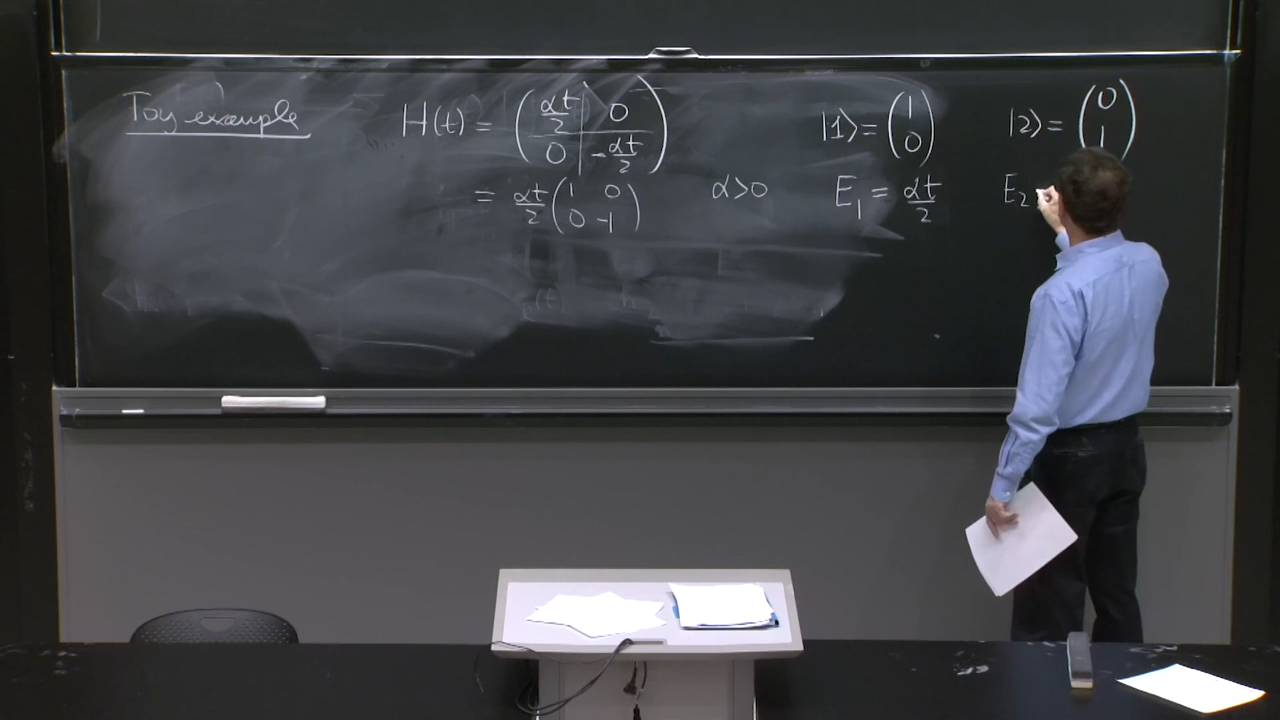 Toy example
H(t) = ( αt/2 0 ; 0 -αt/2 )
|1> = ( 1 ; 0 )
|2> = ( 0 ; 1 )
= αt/2 ( 1 0 ; 0 -1 )
α>0
E₁ = αt/2
E₂